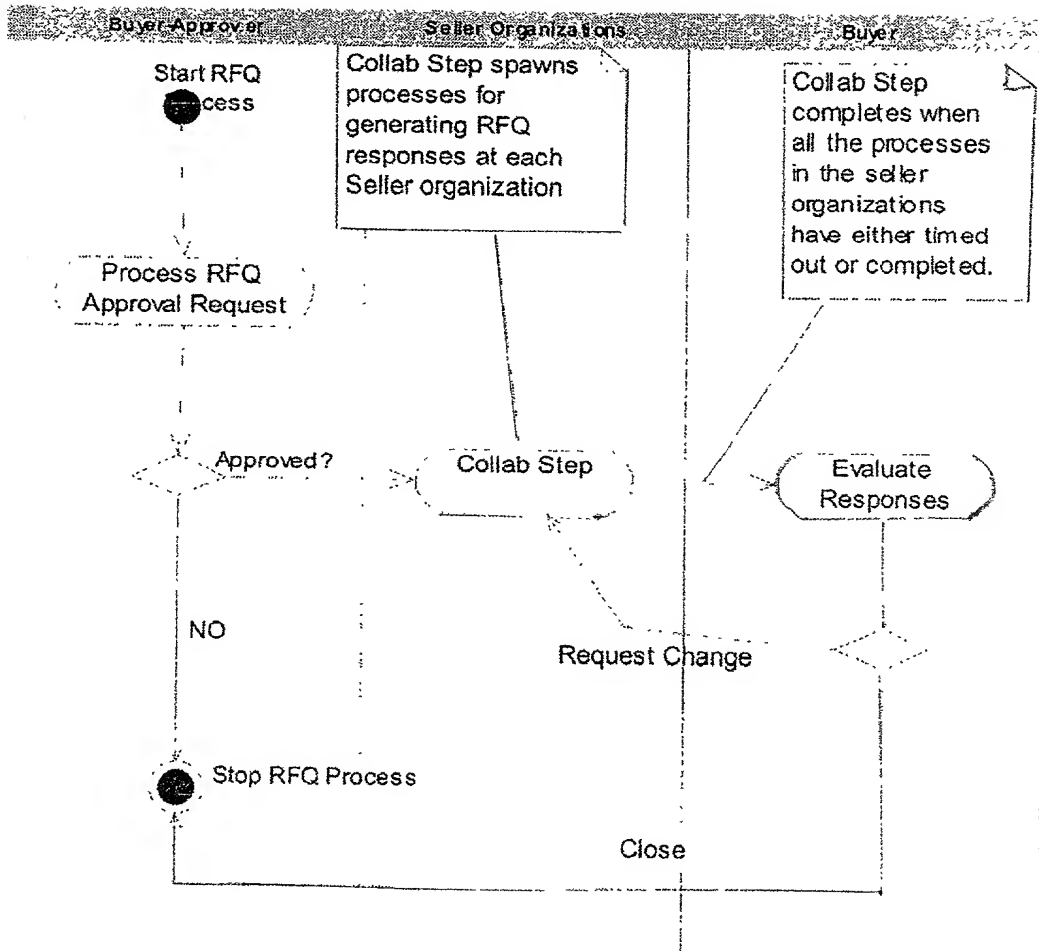 Buyer-Approver
Seller Organizations
Buyer
Start RFQ
Collab Step spawns
processes for
generating RFQ
responses at each
Seller organization
Collab Step
completes when
all the processes
in the seller
organizations
have either timed
out or completed.
Process RFQ
Approval Request
Approved?
Collab Step
Evaluate
Responses
NO
Request Change
Stop RFQ Process
Close